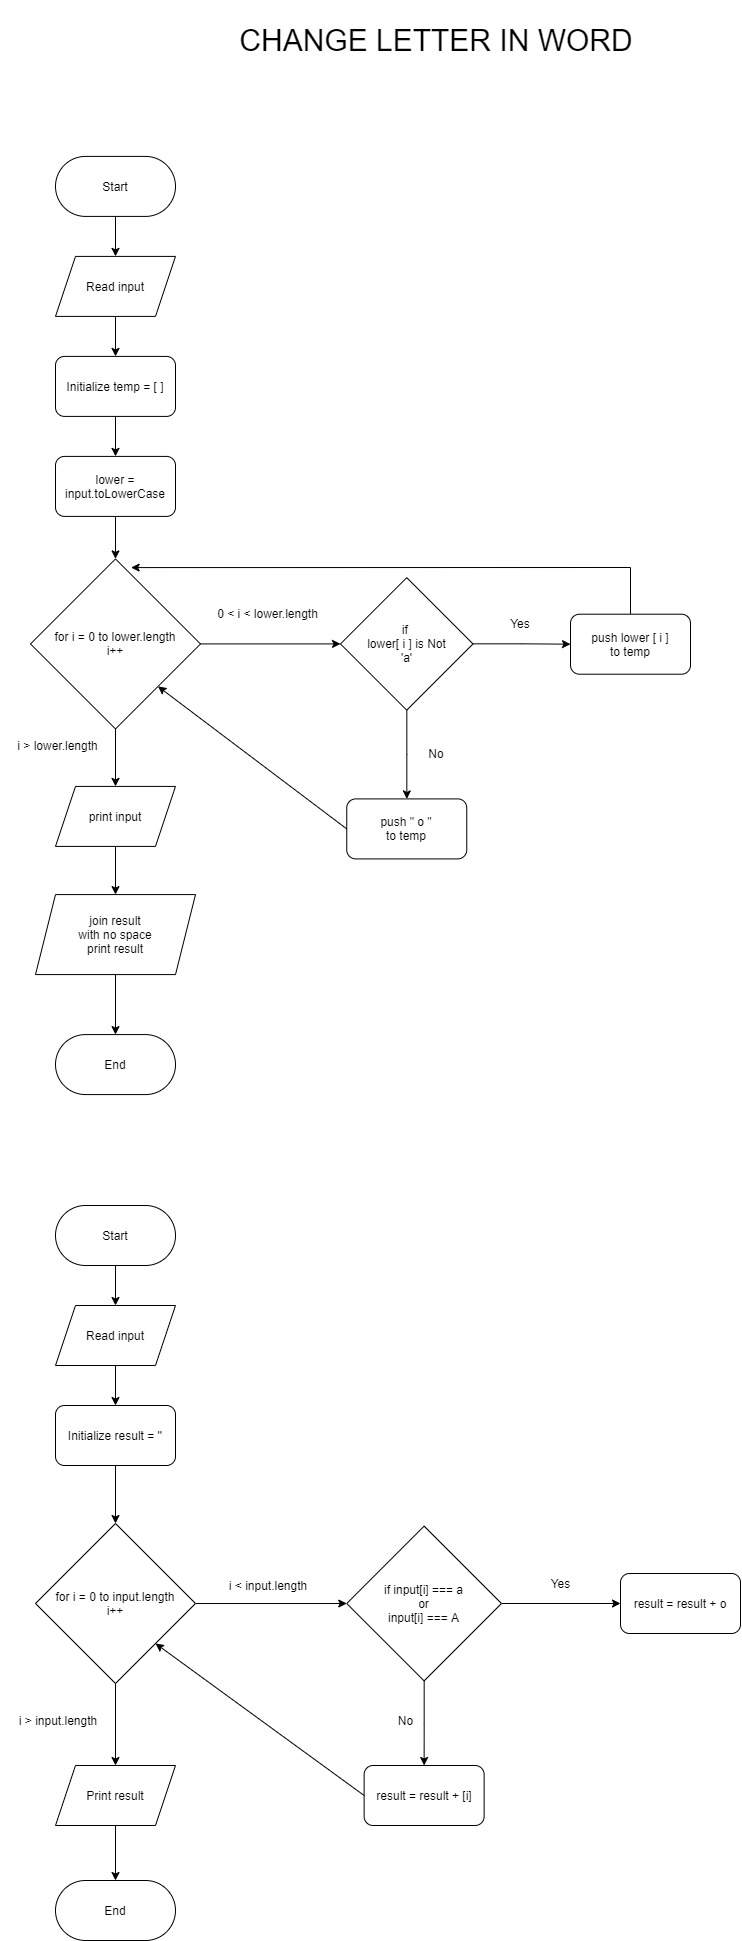 CHANGE LETTER IN WORD
Start
Read input
Initialize temp = [ ]
lower =
input.toLowerCase
for i = 0 to lower.length
i++
0 < i < lower.length
if
lower[ i ] is Not
'a'
Yes
push lower [ i ]
to temp
No
push " o "
to temp
i > lower.length
print input
join result
with no space
print result
End
Start
Read input
Initialize result = ''
for i = 0 to input.length
i++
i < input.length
if input[i] === a
or
input[i] === A
Yes
result = result + o
No
result = result + [i]
i > input.length
Print result
End